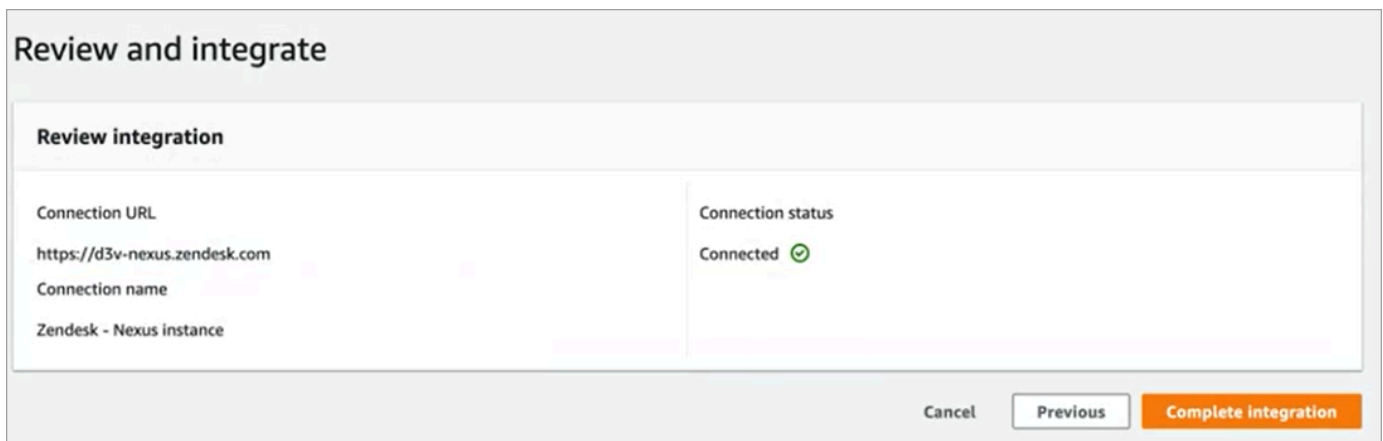 Review and integrate
Review integration
Connection URL
https://d3v-nexus.zendesk.com
Connection name
Zendesk - Nexus instance
Connection status
Connected
Cancel
Previous
Complete integration